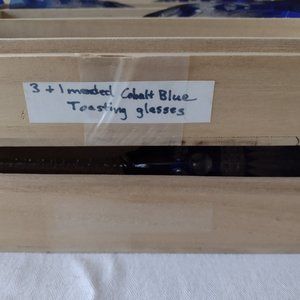 3 + 1 mended Cobalt Blue
Toasting glasses